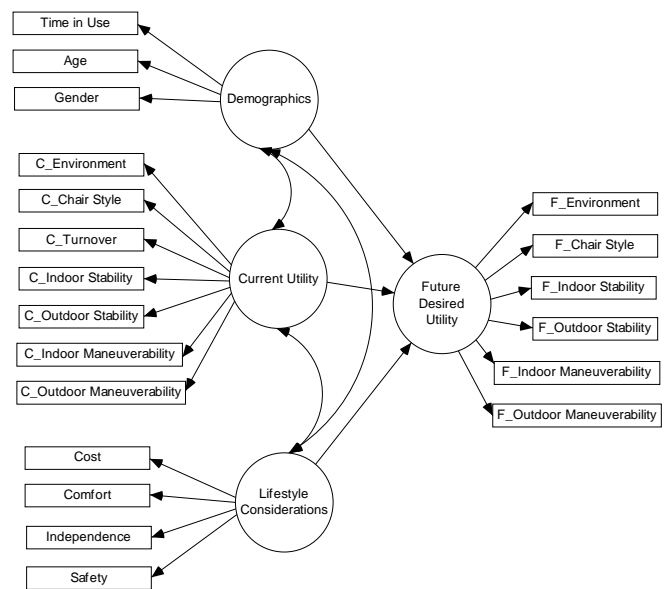 Time in Use
Age
Gender
Demographics
C_Environment
C_Chair Style
C_Turnover
C_Indoor Stability
C_Outdoor Stability
C_Indoor Maneuverability
C_Outdoor Maneuverability
Current Utility
Cost
Comfort
Independence
Safety
Lifestyle
Considerations
Future
Desired
Utility
F_Environment
F_Chair Style
F_Indoor Stability
F_Outdoor Stability
F_Indoor Maneuverability
F_Outdoor Maneuverability